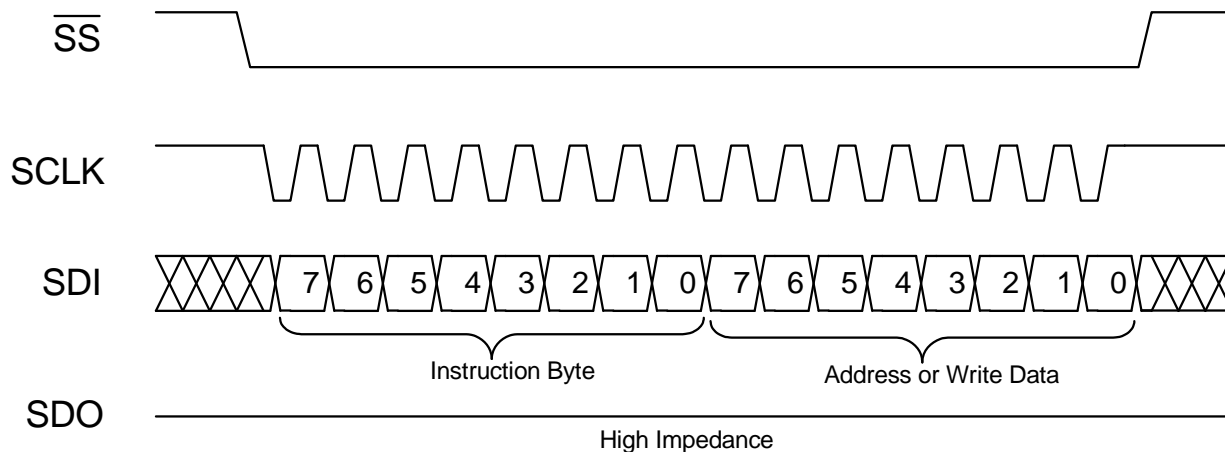 S̅S̅
SCLK
SDI 7 6 5 4 3 2 1 0 7 6 5 4 3 2 1 0
Instruction Byte Address or Write Data
SDO
High Impedance